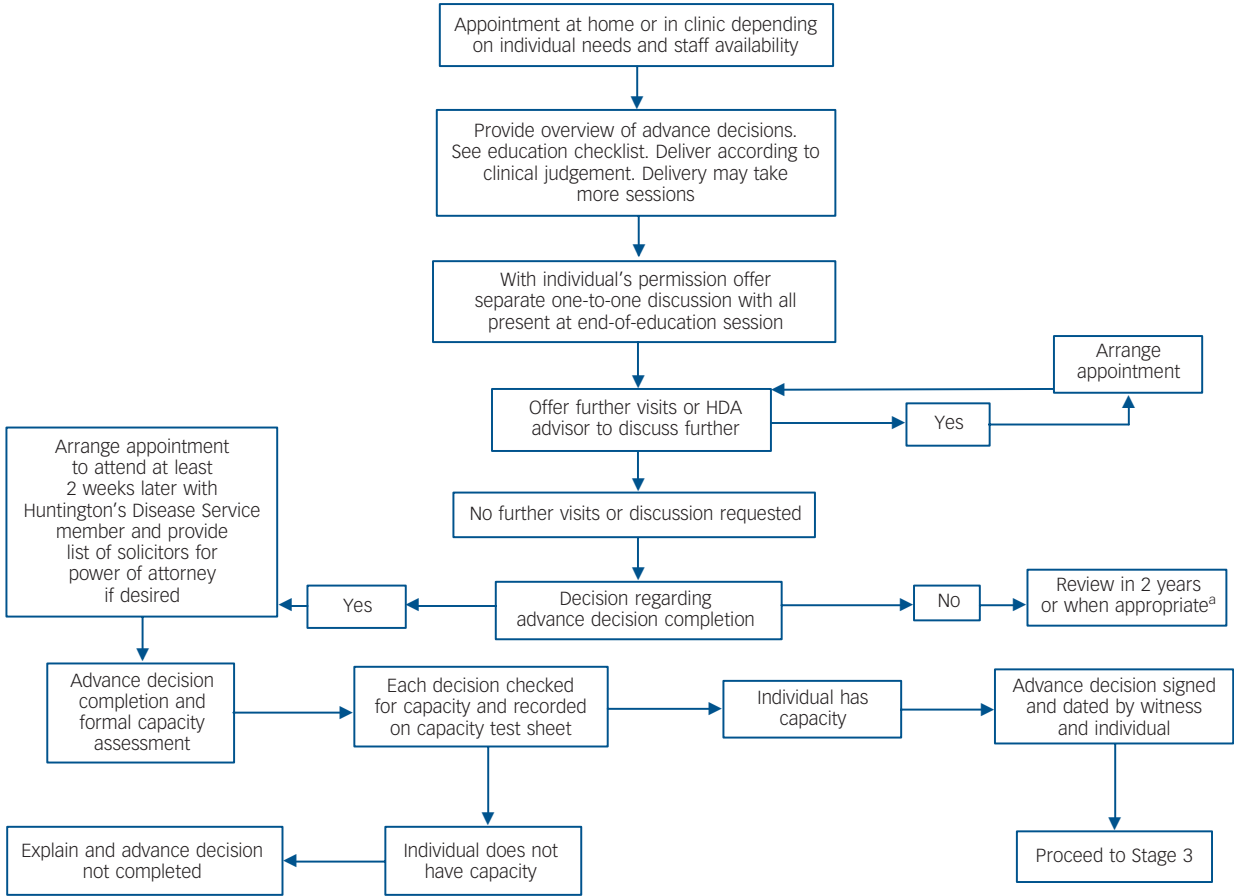 Appointment at home or in clinic depending
on individual needs and staff availability
Provide overview of advance decisions.
See education checklist. Deliver according to
clinical judgement. Delivery may take
more sessions
With individual's permission offer
separate one-to-one discussion with all
present at end-of-education session
Arrange
appointment
Offer further visits or HDA
advisor to discuss further
Yes
Arrange appointment
to attend at least
2 weeks later with
Huntington's Disease Service
member and provide
list of solicitors for
power of attorney
if desired
No further visits or discussion requested
Yes
Decision regarding
advance decision completion
No
Review in 2 years
or when appropriateᵃ
Advance decision
completion and
formal capacity
assessment
Each decision checked
for capacity and recorded
on capacity test sheet
Individual has
capacity
Advance decision signed
and dated by witness
and individual
Explain and advance decision
not completed
Individual does not
have capacity
Proceed to Stage 3